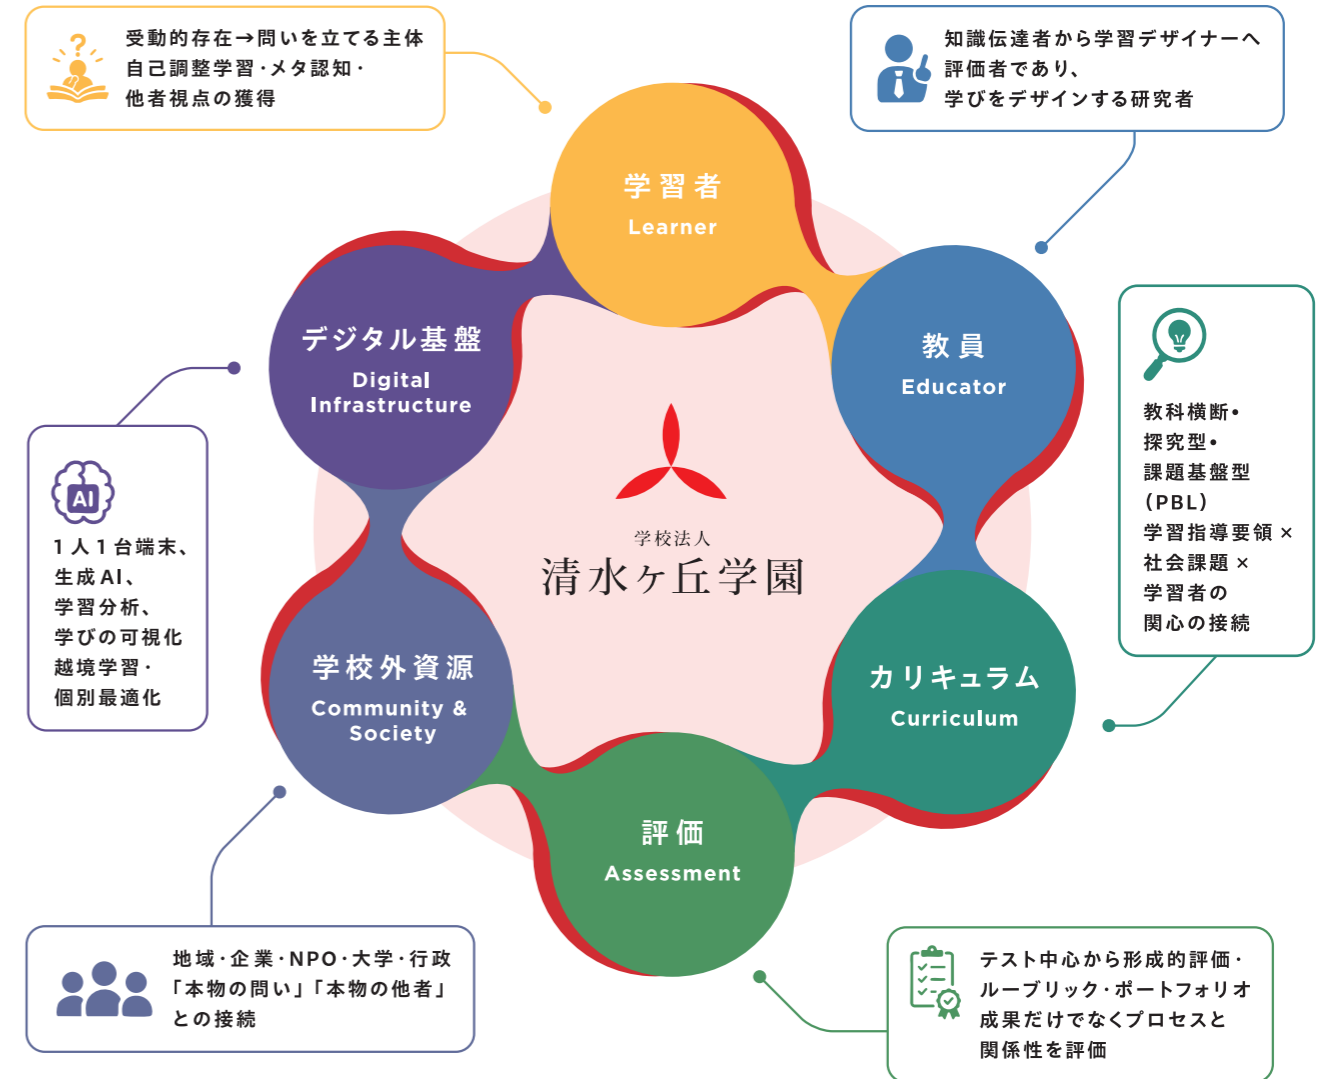 受動的存在→問いを立てる主体
自己調整学習・メタ認知・
他者視点の獲得
知識伝達者から学習デザイナーへ
評価者であり、
学びをデザインする研究者
学習者
Learner
教員
Educator
デジタル基盤
Digital
Infrastructure
教科横断・
探究型・
課題基盤型
(PBL)
学習指導要領×
社会課題×
学習者の
関心の接続
AI
1人1台端末、
生成AI、
学習分析、
学びの可視化
越境学習・
個別最適化
学校法人
清水ヶ丘学園
学校外資源
Community &
Society
カリキュラム
Curriculum
評価
Assessment
地域・企業・NPO・大学・行政
「本物の問い」「本物の他者」
との接続
テスト中心から形成的評価・
ルーブリック・ポートフォリオ
成果だけでなくプロセスと
関係性を評価